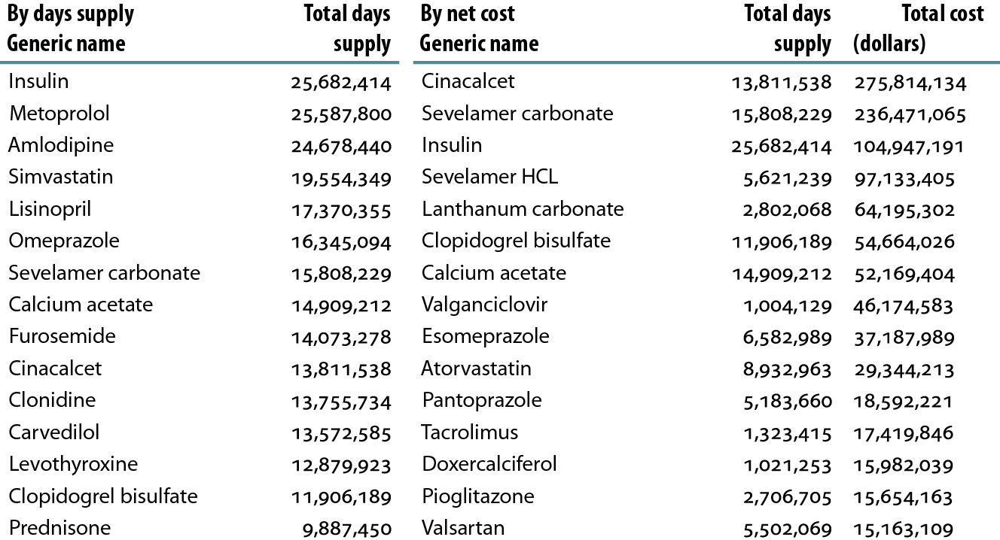 By days supply Total days By net cost Total days Total cost
Generic name supply Generic name supply (dollars)
Insulin 25,682,414 Cinacalcet 13,811,538 275,814,134
Metoprolol 25,587,800 Sevelamer carbonate 15,808,229 236,471,065
Amlodipine 24,678,440 Insulin 25,682,414 104,947,191
Simvastatin 19,554,349 Sevelamer HCL 5,621,239 97,133,405
Lisinopril 17,370,355 Lanthanum carbonate 2,802,068 64,195,302
Omeprazole 16,345,094 Clopidogrel bisulfate 11,906,189 54,664,026
Sevelamer carbonate 15,808,229 Calcium acetate 14,909,212 52,169,404
Calcium acetate 14,909,212 Valganciclovir 1,004,129 46,174,583
Furosemide 14,073,278 Esomeprazole 6,582,989 37,187,989
Cinacalcet 13,811,538 Atorvastatin 8,932,963 29,344,213
Clonidine 13,755,734 Pantoprazole 5,183,660 18,592,221
Carvedilol 13,572,585 Tacrolimus 1,323,415 17,419,846
Levothyroxine 12,879,923 Doxercalciferol 1,021,253 15,982,039
Clopidogrel bisulfate 11,906,189 Pioglitazone 2,706,705 15,654,163
Prednisone 9,887,450 Valsartan 5,502,069 15,163,109